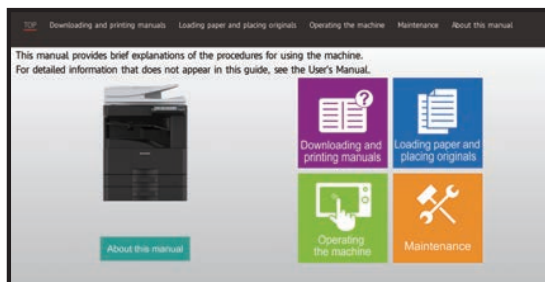 TOP Downloading and printing manuals Loading paper and placing originals Operating the machine Maintenance About this manual
This manual provides brief explanations of the procedures for using the machine.
For detailed information that does not appear in this guide, see the User's Manual.
Downloading and
printing manuals
Loading paper and
placing originals
Operating
the machine
Maintenance
About this manual